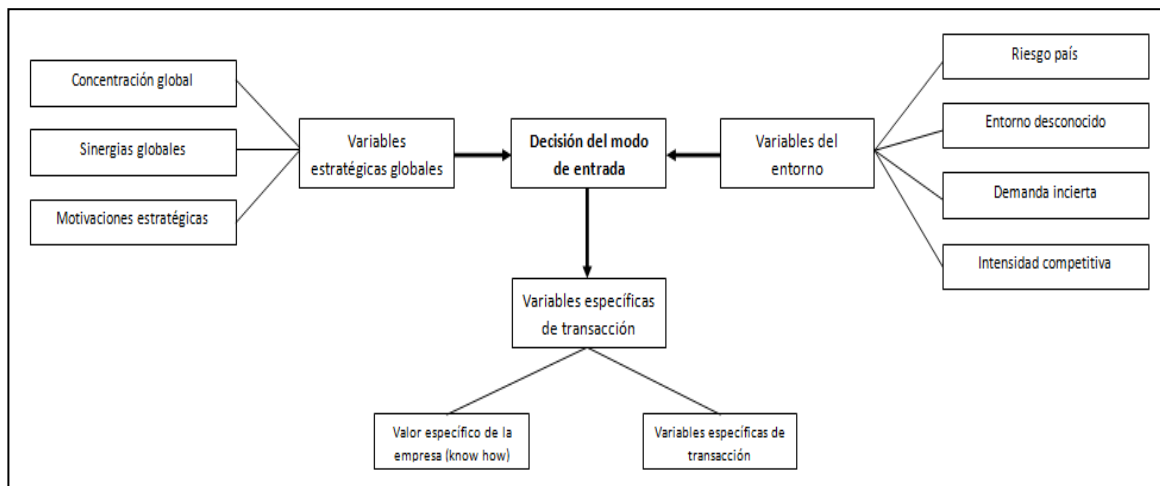 Concentración global
Sinergias globales
Motivaciones estratégicas
Variables
estratégicas globales
Decisión del modo
de entrada
Variables del
entorno
Riesgo país
Entorno desconocido
Demanda incierta
Intensidad competitiva
Variables específicas
de transacción
Valor específico de la
empresa (know how)
Variables específicas de
transacción